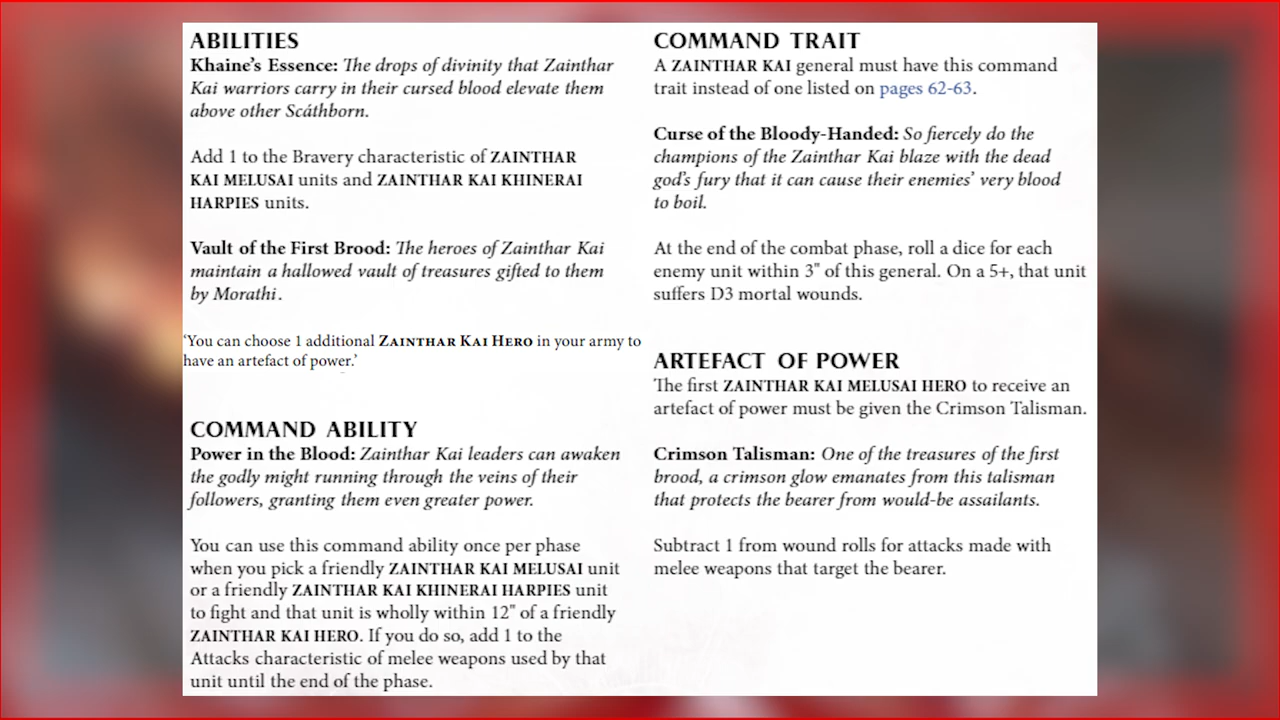 ABILITIES
Khaine's Essence: The drops of divinity that Zainthar
Kai warriors carry in their cursed blood elevate them
above other Scáthborn.
Add 1 to the Bravery characteristic of ZAINTHAR
KAI MELUSAI units and ZAINTHAR KAI KHINERAI
HARPIES units.
Vault of the First Brood: The heroes of Zainthar Kai
maintain a hallowed vault of treasures gifted to them
by Morathi.
'You can choose 1 additional ZAINTHAR KAI HERO in your army to
have an artefact of power.'
COMMAND ABILITY
Power in the Blood: Zainthar Kai leaders can awaken
the godly might running through the veins of their
followers, granting them even greater power.
You can use this command ability once per phase
when you pick a friendly ZAINTHAR KAI MELUSAI unit
or a friendly ZAINTHAR KAI KHINERAI HARPIES unit
to fight and that unit is wholly within 12" of a friendly
ZAINTHAR KAI HERO. If you do so, add 1 to the
Attacks characteristic of melee weapons used by that
unit until the end of the phase.
COMMAND TRAIT
A ZAINTHAR KAI general must have this command
trait instead of one listed on pages 62-63.
Curse of the Bloody-Handed: So fiercely do the
champions of the Zainthar Kai blaze with the dead
god's fury that it can cause their enemies' very blood
to boil.
At the end of the combat phase, roll a dice for each
enemy unit within 3" of this general. On a 5+, that unit
suffers D3 mortal wounds.
ARTEFACT OF POWER
The first ZAINTHAR KAI MELUSAI HERO to receive an
artefact of power must be given the Crimson Talisman.
Crimson Talisman: One of the treasures of the first
brood, a crimson glow emanates from this talisman
that protects the bearer from would-be assailants.
Subtract 1 from wound rolls for attacks made with
melee weapons that target the bearer.